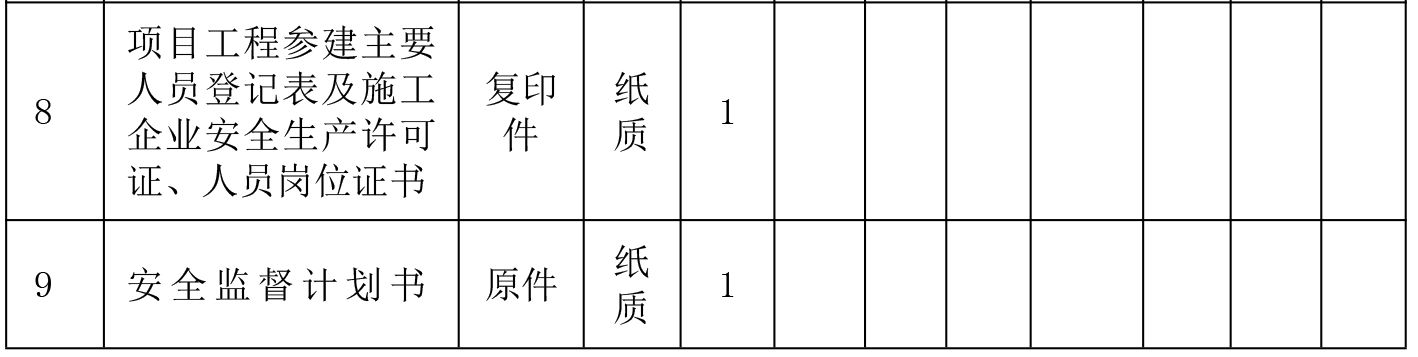 8
项目工程参建主要
人员登记表及施工
企业安全生产许可
证、人员岗位证书
复印
件
纸
质
1
9
安全监督计划书
原件
纸
质
1